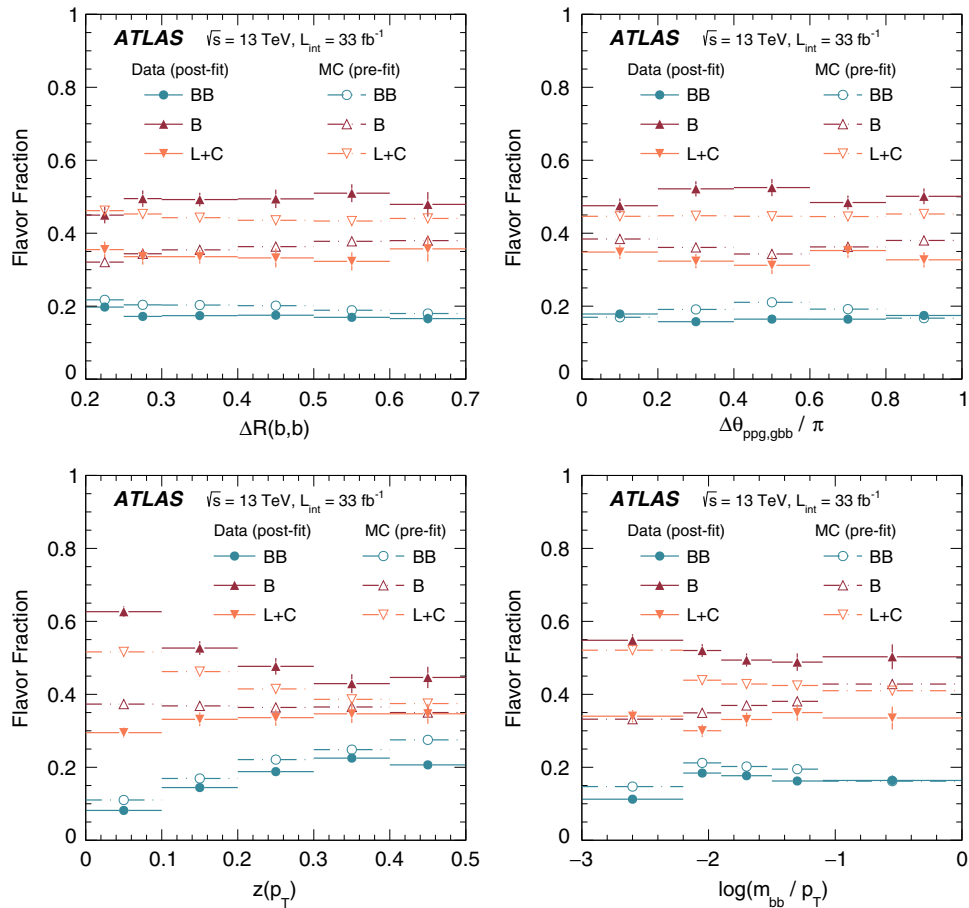 ATLAS √s = 13 TeV, L_int = 33 fb⁻¹
Data (post-fit) MC (pre-fit)
BB BB
B B
L+C L+C
Flavor Fraction
1
0.8
0.6
0.4
0.2
0
0.2 0.3 0.4 0.5 0.6 0.7
ΔR(b,b)
ATLAS √s = 13 TeV, L_int = 33 fb⁻¹
Data (post-fit) MC (pre-fit)
BB BB
B B
L+C L+C
Flavor Fraction
1
0.8
0.6
0.4
0.2
0
0 0.2 0.4 0.6 0.8 1
Δθ_ppg,gbb / π
ATLAS √s = 13 TeV, L_int = 33 fb⁻¹
Data (post-fit) MC (pre-fit)
BB BB
B B
L+C L+C
Flavor Fraction
1
0.8
0.6
0.4
0.2
0
0 0.1 0.2 0.3 0.4 0.5
z(p_T)
ATLAS √s = 13 TeV, L_int = 33 fb⁻¹
Data (post-fit) MC (pre-fit)
BB BB
B B
L+C L+C
Flavor Fraction
1
0.8
0.6
0.4
0.2
0
−3 −2 −1 0
log(m_bb / p_T)